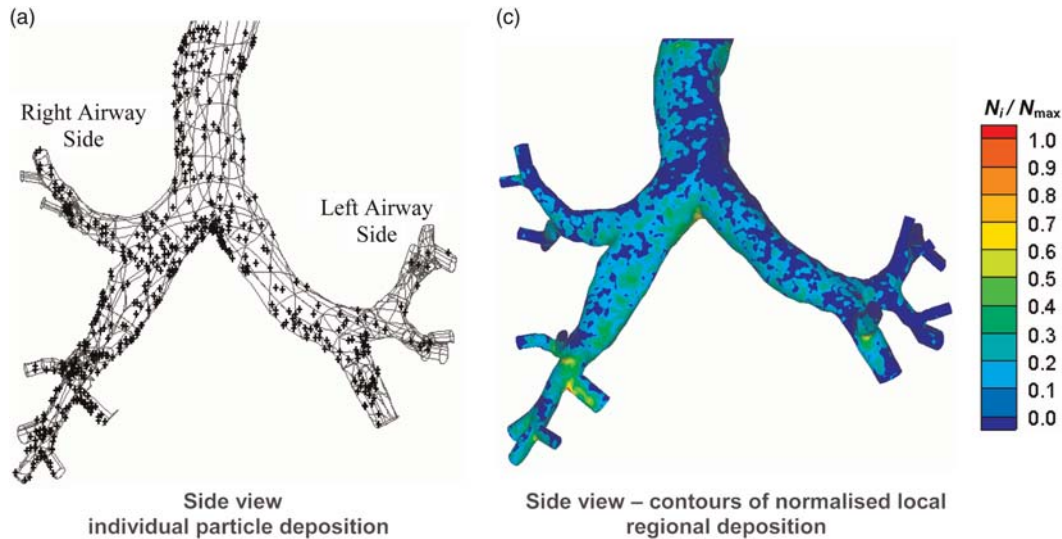 (a)
Right Airway
Side
Left Airway
Side
Side view
individual particle deposition
(c)
Side view – contours of normalised local
regional deposition
Ni / Nmax
1.0
0.9
0.8
0.7
0.6
0.5
0.4
0.3
0.2
0.1
0.0